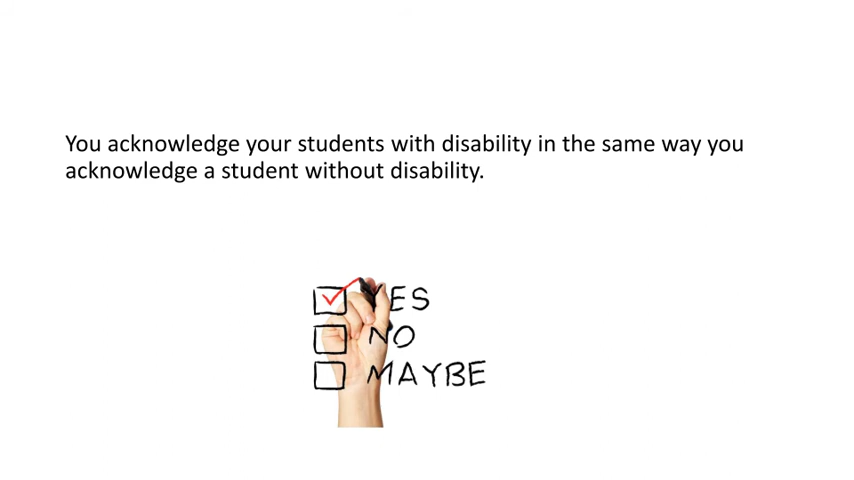 You acknowledge your students with disability in the same way you
acknowledge a student without disability.
YES
NO
MAYBE